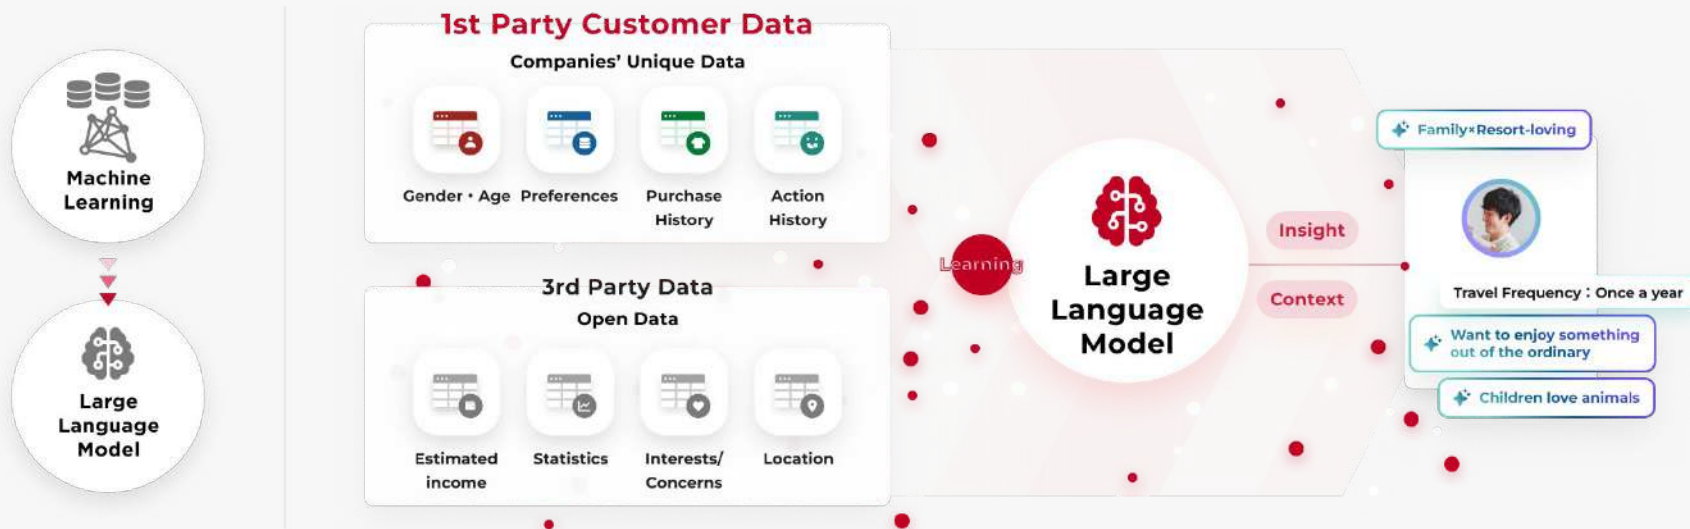 Machine
Learning
Large
Language
Model
1st Party Customer Data
Companies' Unique Data
Gender・Age
Preferences
Purchase
History
Action
History
3rd Party Data
Open Data
Estimated
income
Statistics
Interests/
Concerns
Location
Learning
Large
Language
Model
Insight
Context
Family×Resort-loving
Travel Frequency：Once a year
Want to enjoy something
out of the ordinary
Children love animals